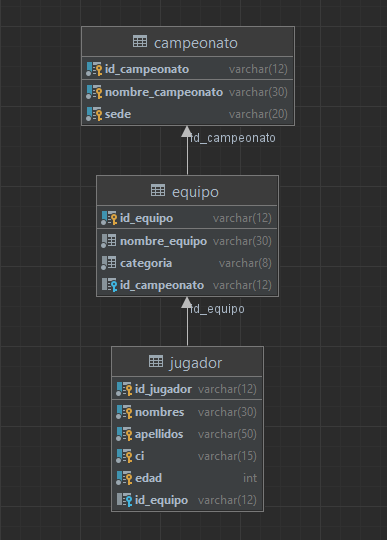 campeonato
id_campeonato varchar(12)
nombre_campeonato varchar(30)
sede varchar(20)
id_campeonato
equipo
id_equipo varchar(12)
nombre_equipo varchar(30)
categoria varchar(8)
id_campeonato varchar(12)
id_equipo
jugador
id_jugador varchar(12)
nombres varchar(30)
apellidos varchar(50)
ci varchar(15)
edad int
id_equipo varchar(12)